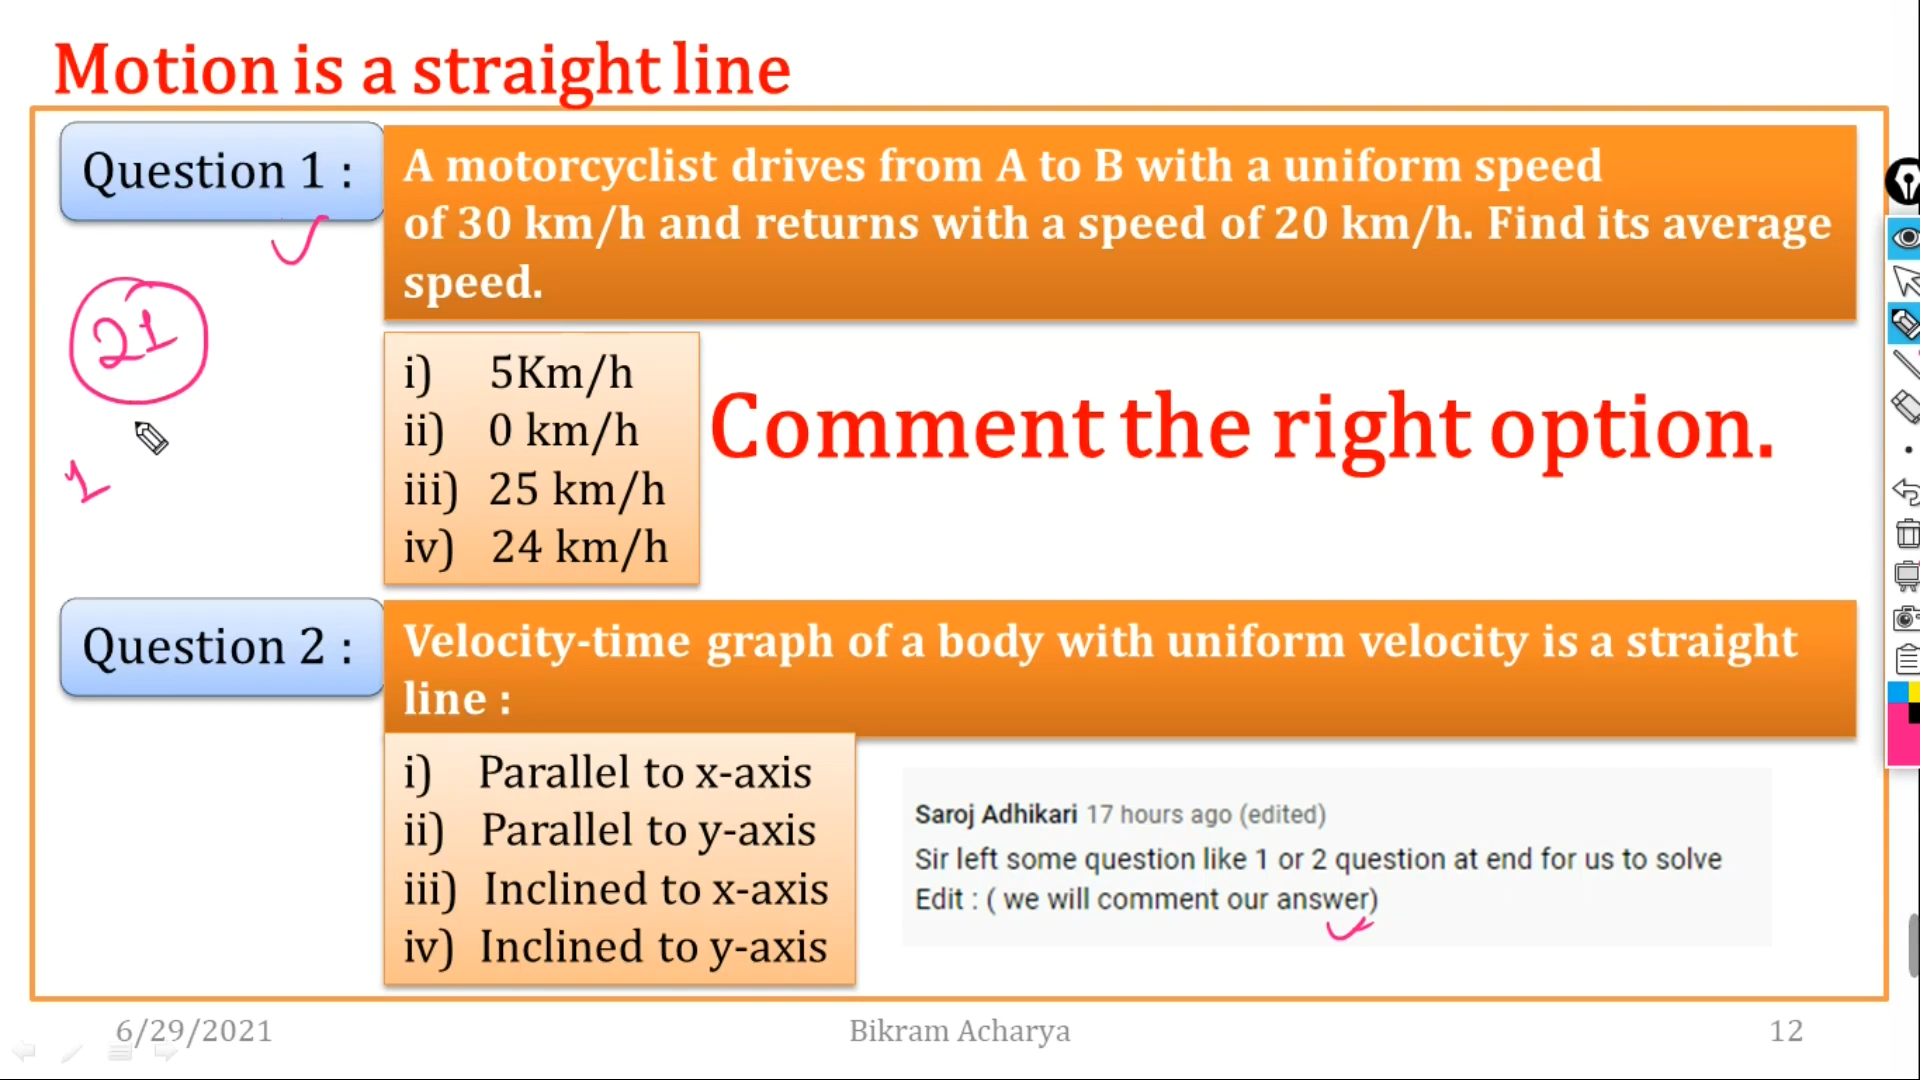 Motion is a straight line
Question 1 :
A motorcyclist drives from A to B with a uniform speed
of 30 km/h and returns with a speed of 20 km/h. Find its average
speed.
21
1
i) 5Km/h
ii) 0 km/h
iii) 25 km/h
iv) 24 km/h
Comment the right option.
Question 2 :
Velocity-time graph of a body with uniform velocity is a straight
line :
i) Parallel to x-axis
ii) Parallel to y-axis
iii) Inclined to x-axis
iv) Inclined to y-axis
Saroj Adhikari 17 hours ago (edited)
Sir left some question like 1 or 2 question at end for us to solve
Edit : ( we will comment our answer)
6/29/2021
Bikram Acharya
12